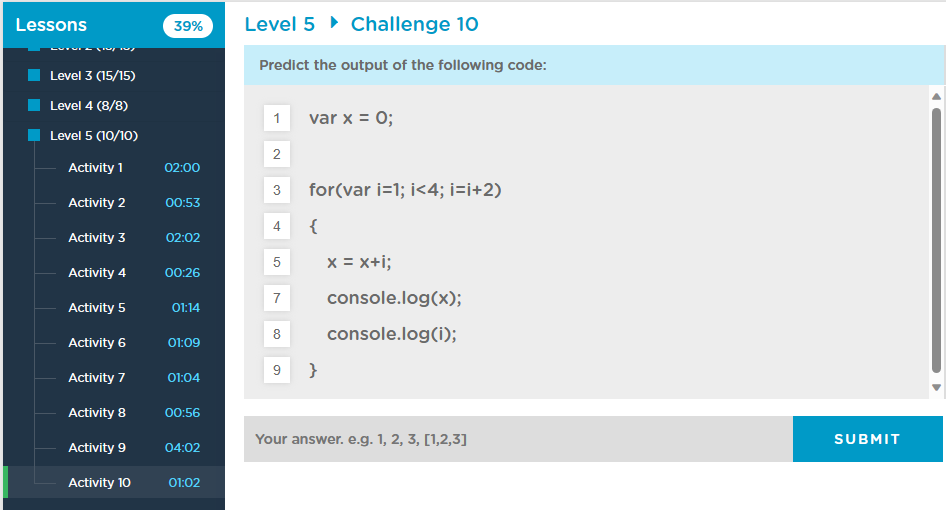 Lessons 39%
Level 3 (15/15)
Level 4 (8/8)
Level 5 (10/10)
Activity 1 02:00
Activity 2 00:53
Activity 3 02:02
Activity 4 00:26
Activity 5 01:14
Activity 6 01:09
Activity 7 01:04
Activity 8 00:56
Activity 9 04:02
Activity 10 01:02
Level 5 Challenge 10
Predict the output of the following code:
1 var x = 0;
2
3 for(var i=1; i<4; i=i+2)
4 {
5 x = x+i;
7 console.log(x);
8 console.log(i);
9 }
Your answer. e.g. 1, 2, 3, [1,2,3]
SUBMIT